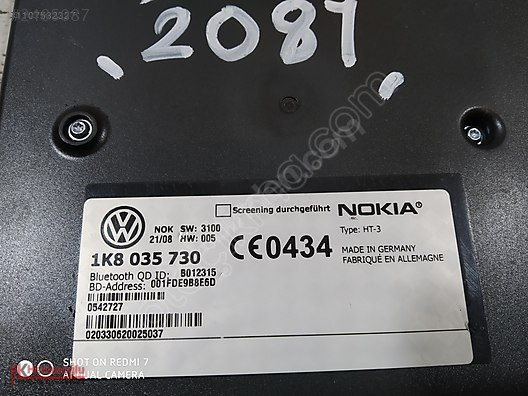 2089
Screening durchgeführt
NOKIA
NOK SW: 3100
21/08 HW: 005
Type: HT-3
1K8 035 730
CE0434
MADE IN GERMANY
FABRIQUÉ EN ALLEMAGNE
Bluetooth QD ID: B012315
BD-Address: 001FDE9B8E6D
0542727
020330620025037
SHOT ON REDMI 7
AI DUAL CAMERA